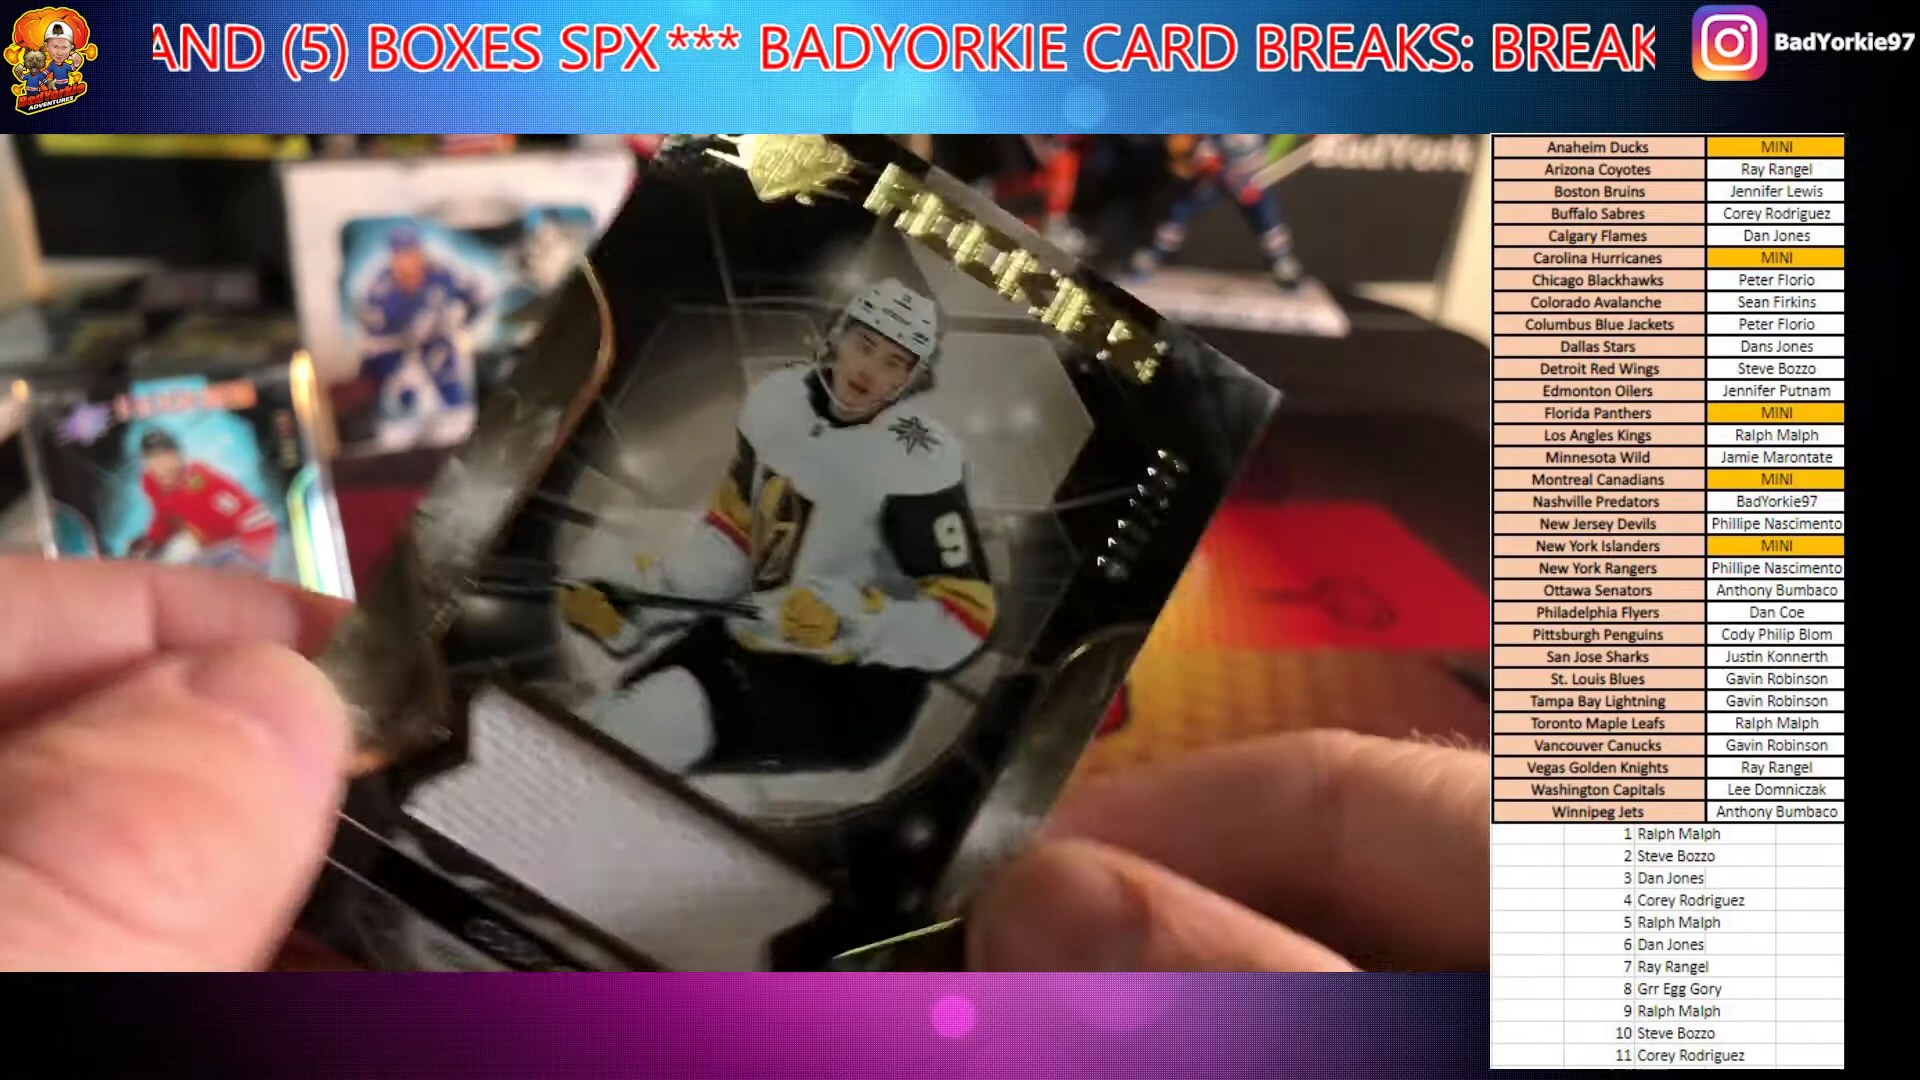 AND (5) BOXES SPX*** BADYORKIE CARD BREAKS: BREAK
BadYorkie97
BadYorkie
ADVENTURES
BadYork
ROOKIES
9
Anaheim Ducks MINI
Arizona Coyotes Ray Rangel
Boston Bruins Jennifer Lewis
Buffalo Sabres Corey Rodriguez
Calgary Flames Dan Jones
Carolina Hurricanes MINI
Chicago Blackhawks Peter Florio
Colorado Avalanche Sean Firkins
Columbus Blue Jackets Peter Florio
Dallas Stars Dans Jones
Detroit Red Wings Steve Bozzo
Edmonton Oilers Jennifer Putnam
Florida Panthers MINI
Los Angles Kings Ralph Malph
Minnesota Wild Jamie Marontate
Montreal Canadians MINI
Nashville Predators BadYorkie97
New Jersey Devils Phillipe Nascimento
New York Islanders MINI
New York Rangers Phillipe Nascimento
Ottawa Senators Anthony Bumbaco
Philadelphia Flyers Dan Coe
Pittsburgh Penguins Cody Philip Blom
San Jose Sharks Justin Konnerth
St. Louis Blues Gavin Robinson
Tampa Bay Lightning Gavin Robinson
Toronto Maple Leafs Ralph Malph
Vancouver Canucks Gavin Robinson
Vegas Golden Knights Ray Rangel
Washington Capitals Lee Domniczak
Winnipeg Jets Anthony Bumbaco
1 Ralph Malph
2 Steve Bozzo
3 Dan Jones
4 Corey Rodriguez
5 Ralph Malph
6 Dan Jones
7 Ray Rangel
8 Grr Egg Gory
9 Ralph Malph
10 Steve Bozzo
11 Corey Rodriguez